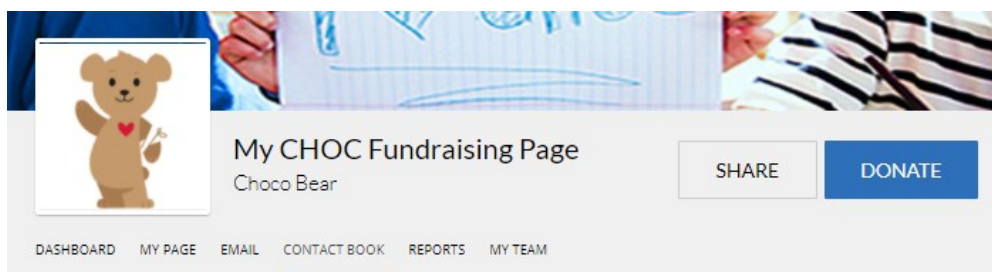 My CHOC Fundraising Page
Choco Bear
SHARE
DONATE
DASHBOARD MY PAGE EMAIL CONTACT BOOK REPORTS MY TEAM